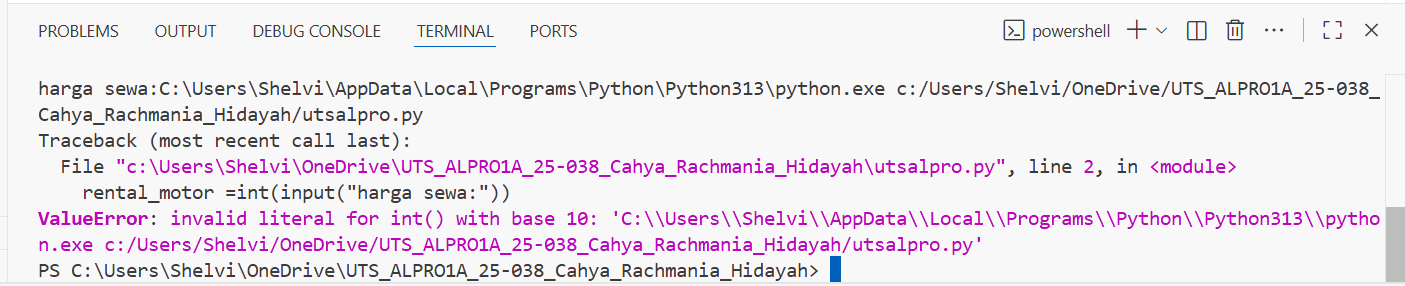 PROBLEMS OUTPUT DEBUG CONSOLE TERMINAL PORTS powershell
harga sewa:C:\Users\Shelvi\AppData\Local\Programs\Python\Python313\python.exe c:/Users/Shelvi/OneDrive/UTS_ALPRO1A_25-038_
Cahya_Rachmania_Hidayah/utsalpro.py
Traceback (most recent call last):
  File "c:\Users\Shelvi\OneDrive\UTS_ALPRO1A_25-038_Cahya_Rachmania_Hidayah\utsalpro.py", line 2, in <module>
    rental_motor =int(input("harga sewa:"))
ValueError: invalid literal for int() with base 10: 'C:\\Users\\Shelvi\\AppData\\Local\\Programs\\Python\\Python313\\pytho
n.exe c:/Users/Shelvi/OneDrive/UTS_ALPRO1A_25-038_Cahya_Rachmania_Hidayah/utsalpro.py'
PS C:\Users\Shelvi\OneDrive\UTS_ALPRO1A_25-038_Cahya_Rachmania_Hidayah>